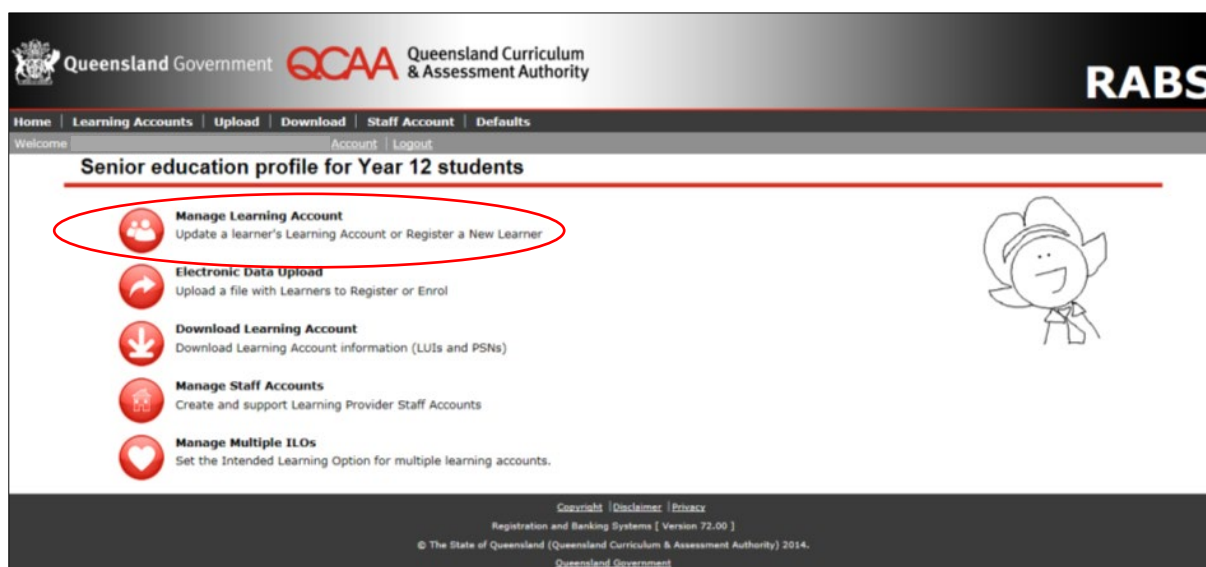 Queensland Government QCAA Queensland Curriculum
& Assessment Authority
RABS
Home | Learning Accounts | Upload | Download | Staff Account | Defaults
Welcome Account | Logout
Senior education profile for Year 12 students
Manage Learning Account
Update a learner's Learning Account or Register a New Learner
Electronic Data Upload
Upload a file with Learners to Register or Enrol
Download Learning Account
Download Learning Account information (LUIs and PSNs)
Manage Staff Accounts
Create and support Learning Provider Staff Accounts
Manage Multiple ILOs
Set the Intended Learning Option for multiple learning accounts.
Copyright | Disclaimer | Privacy
Registration and Banking Systems [ Version 72.00 ]
© The State of Queensland (Queensland Curriculum & Assessment Authority) 2014.
Queensland Government